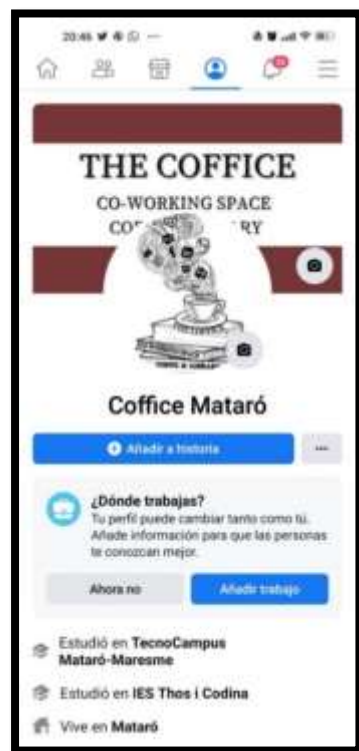 20:46
THE COFFICE
CO-WORKING SPACE
Coffice Mataró
Añadir a historia
¿Dónde trabajas?
Tu perfil puede cambiar tanto como tú.
Añade información para que las personas
te conozcan mejor.
Ahora no
Añadir trabajo
Estudió en TecnoCampus
Mataró-Maresme
Estudió en IES Thos i Codina
Vive en Mataró